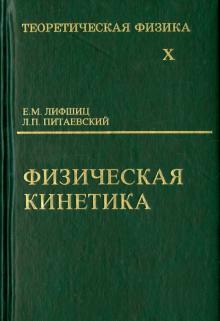 ТЕОРЕТИЧЕСКАЯ ФИЗИКА
X
Е.М. ЛИФШИЦ
Л.П. ПИТАЕВСКИЙ
ФИЗИЧЕСКАЯ
КИНЕТИКА